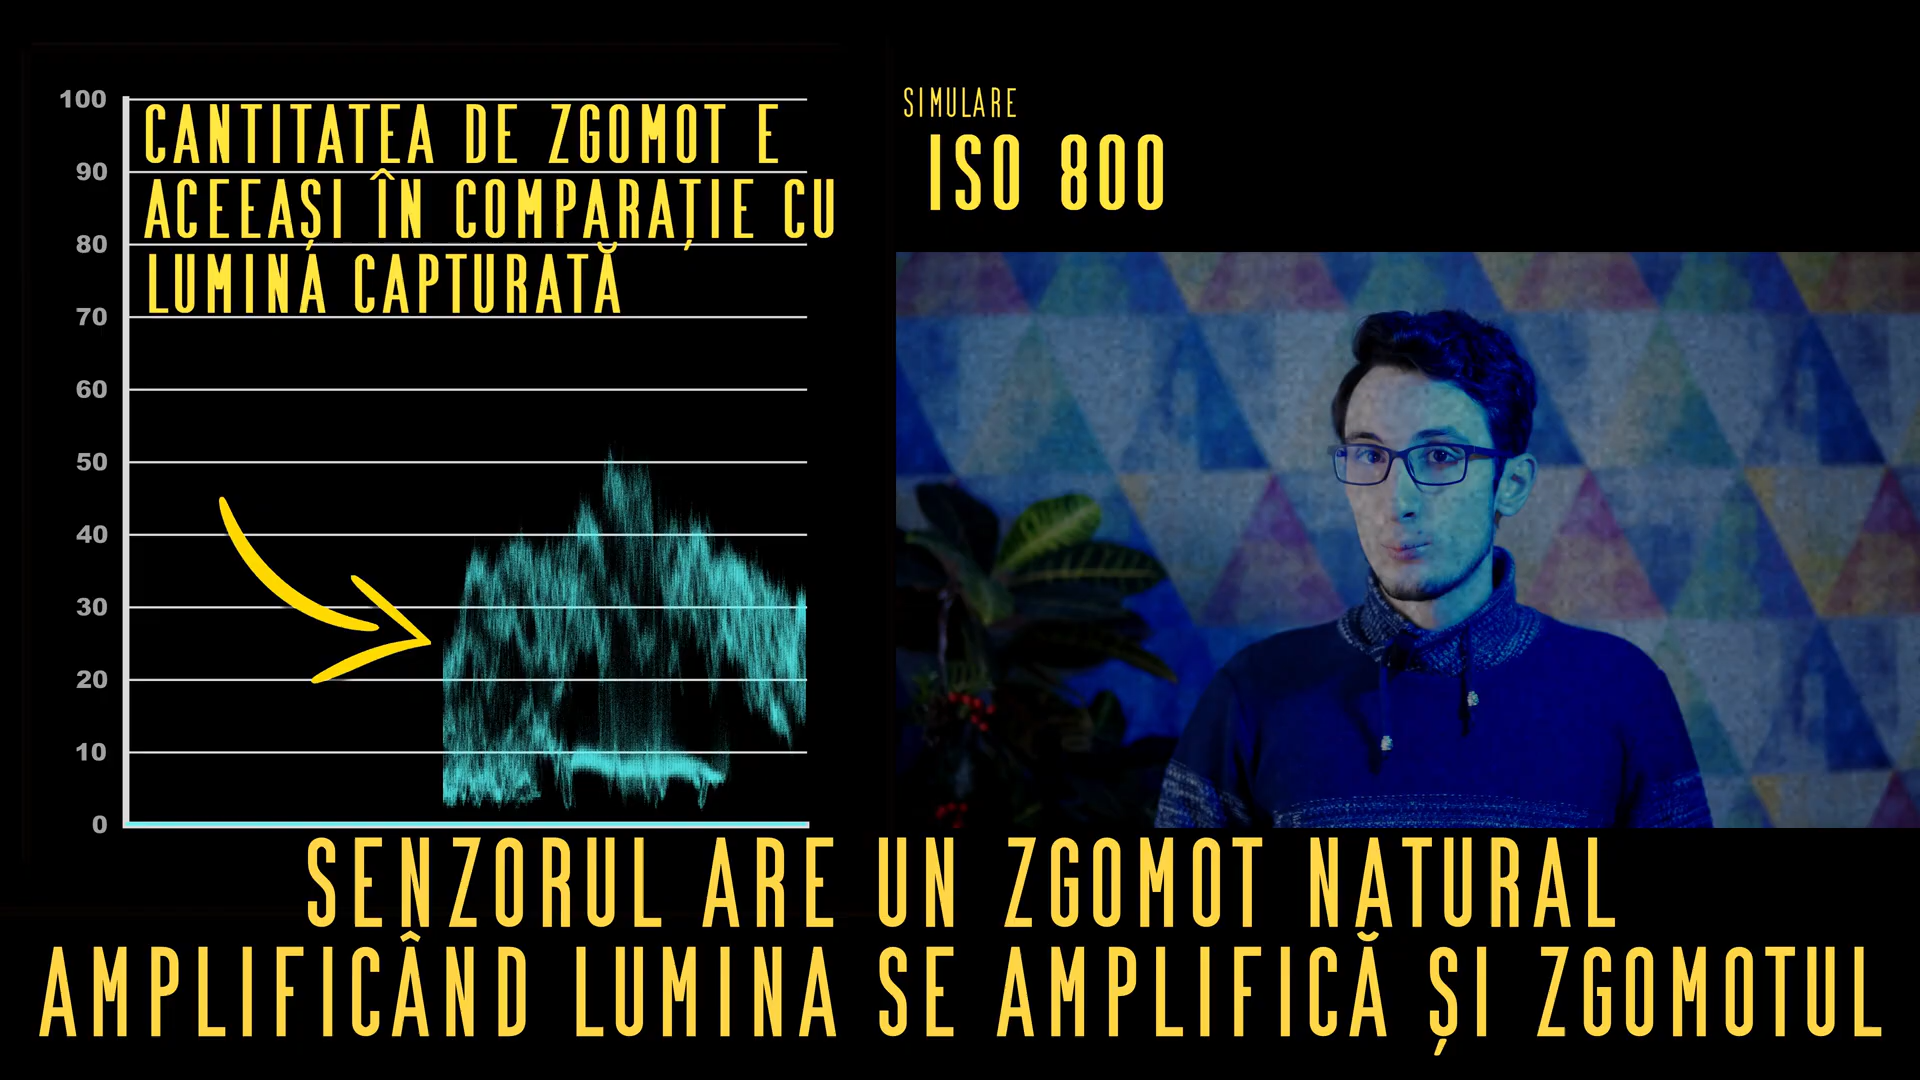 100
90
80
70
60
50
40
30
20
10
0
CANTITATEA DE ZGOMOT E
ACEEAȘI ÎN COMPARAȚIE CU
LUMINA CAPTURATĂ
SIMULARE
ISO 800
SENZORUL ARE UN ZGOMOT NATURAL
AMPLIFICÂND LUMINA SE AMPLIFICĂ ȘI ZGOMOTUL